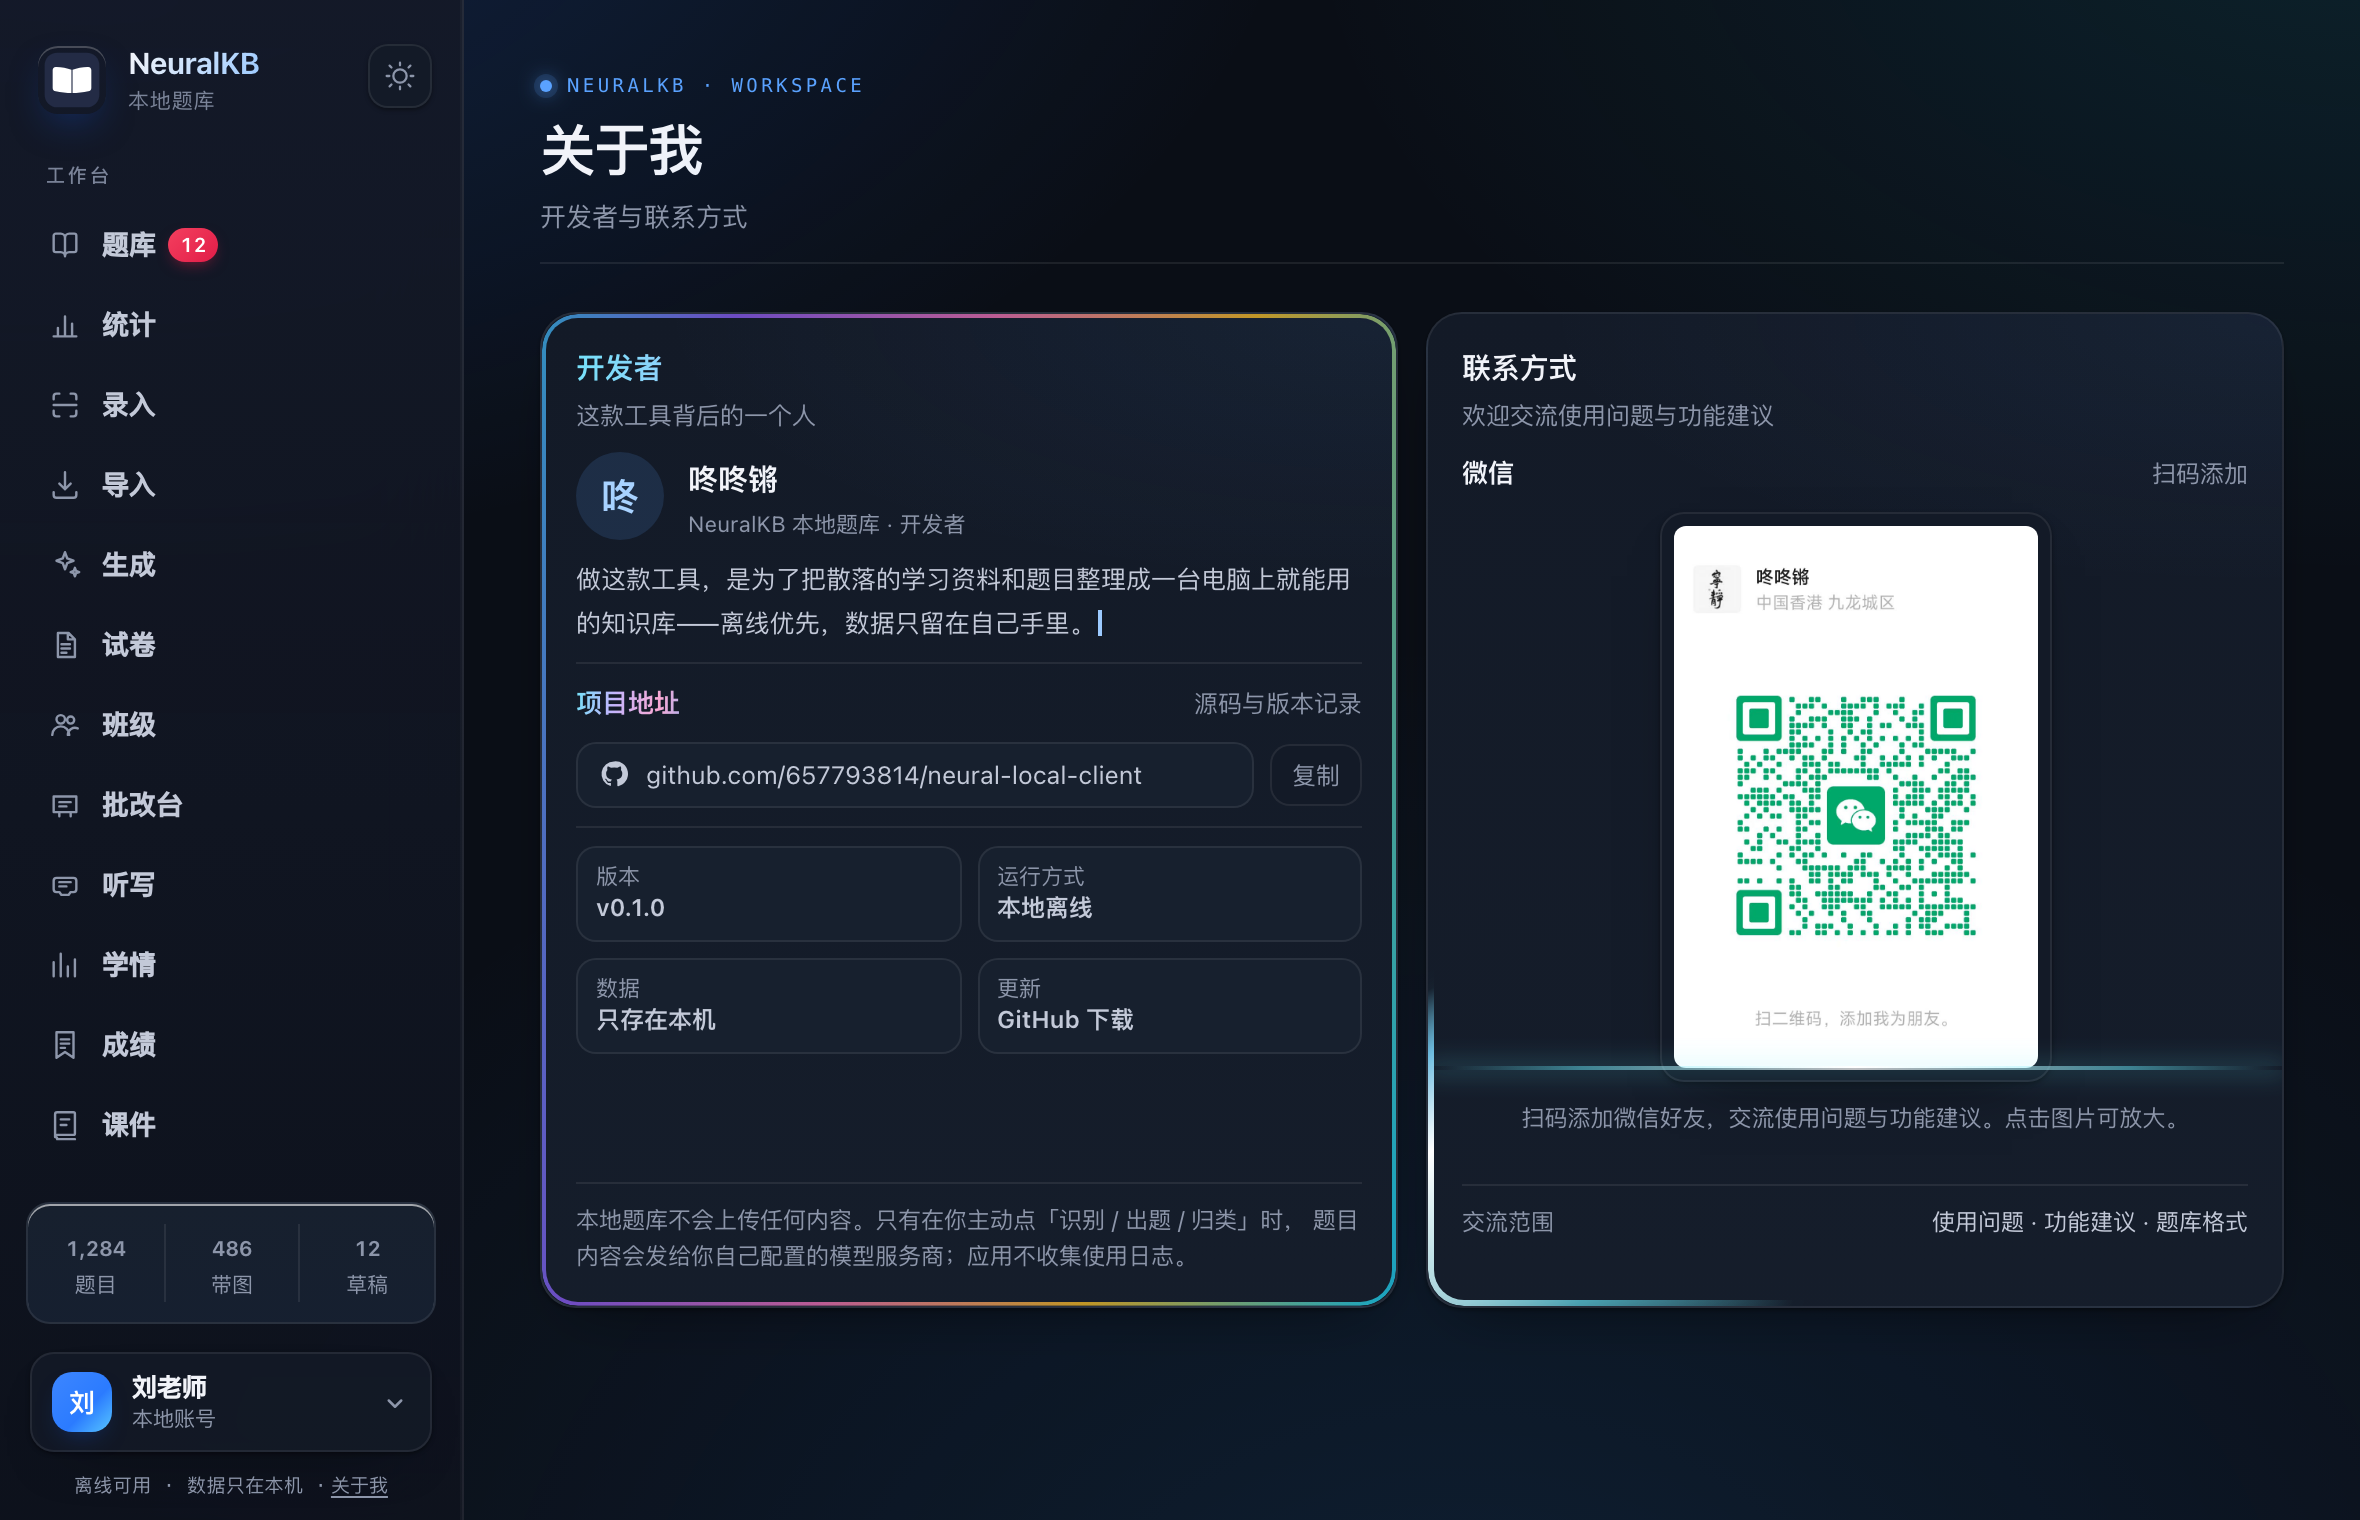 NeuralKB
本地题库
工作台
题库 12
统计
录入
导入
生成
试卷
班级
批改台
听写
学情
成绩
课件
1,284 486 12
题目 带图 草稿
刘 刘老师
本地账号
离线可用 · 数据只在本机 · 关于我
NEURALKB · WORKSPACE
关于我
开发者与联系方式
开发者
这款工具背后的一个人
咚 咚咚锵
NeuralKB 本地题库 · 开发者
做这款工具，是为了把散落的学习资料和题目整理成一台电脑上就能用
的知识库——离线优先，数据只留在自己手里。
项目地址 源码与版本记录
github.com/657793814/neural-local-client 复制
版本 运行方式
v0.1.0 本地离线
数据 更新
只存在本机 GitHub 下载
本地题库不会上传任何内容。只有在你主动点「识别 / 出题 / 归类」时， 题目
内容会发给你自己配置的模型服务商；应用不收集使用日志。
联系方式
欢迎交流使用问题与功能建议
微信 扫码添加
寧靜 咚咚锵
中国香港 九龙城区
扫二维码，添加我为朋友。
扫码添加微信好友，交流使用问题与功能建议。点击图片可放大。
交流范围 使用问题 · 功能建议 · 题库格式